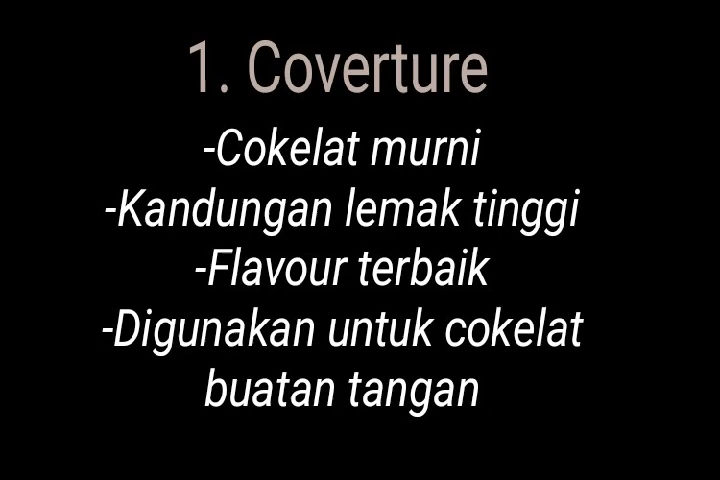 1. Coverture
-Cokelat murni
-Kandungan lemak tinggi
-Flavour terbaik
-Digunakan untuk cokelat
buatan tangan